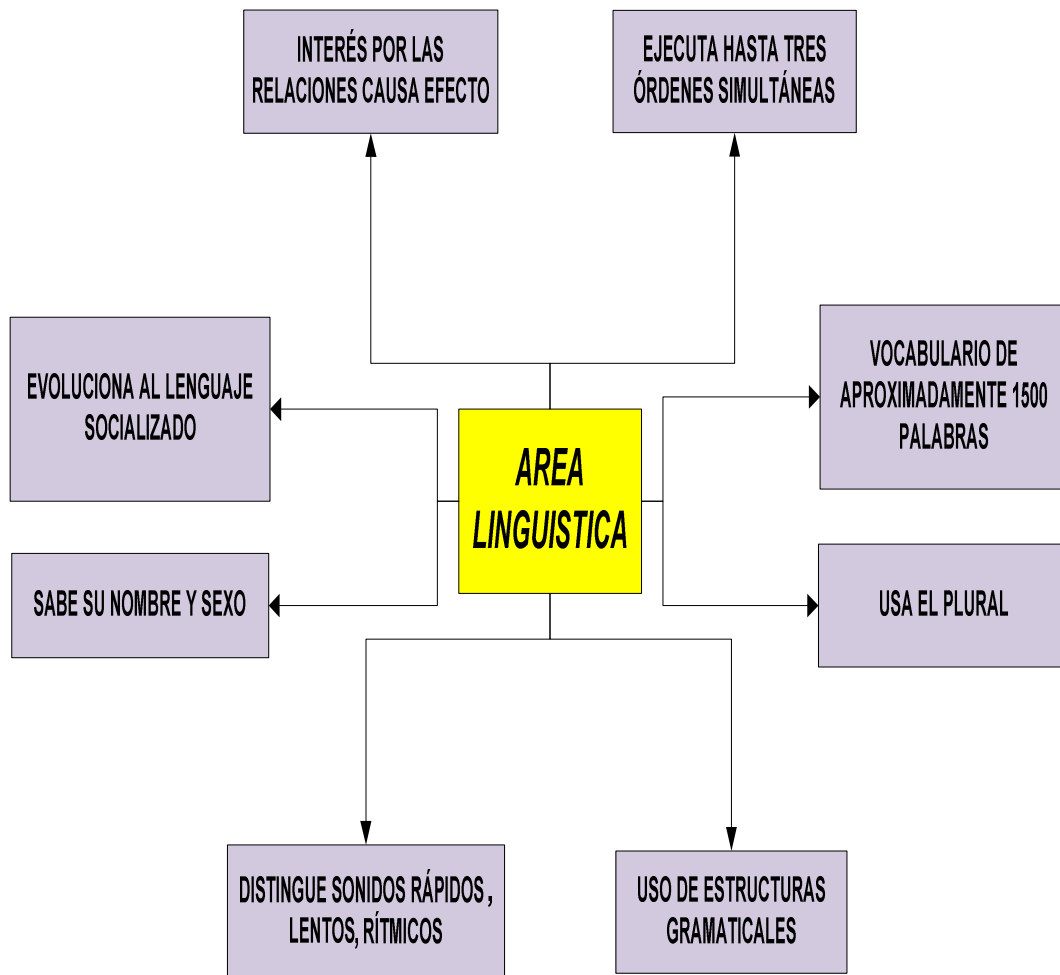 INTERÉS POR LAS
RELACIONES CAUSA EFECTO
EJECUTA HASTA TRES
ÓRDENES SIMULTÁNEAS
EVOLUCIONA AL LENGUAJE
SOCIALIZADO
VOCABULARIO DE
APROXIMADAMENTE 1500
PALABRAS
AREA
LINGUISTICA
SABE SU NOMBRE Y SEXO
USA EL PLURAL
DISTINGUE SONIDOS RÁPIDOS ,
LENTOS, RÍTMICOS
USO DE ESTRUCTURAS
GRAMATICALES